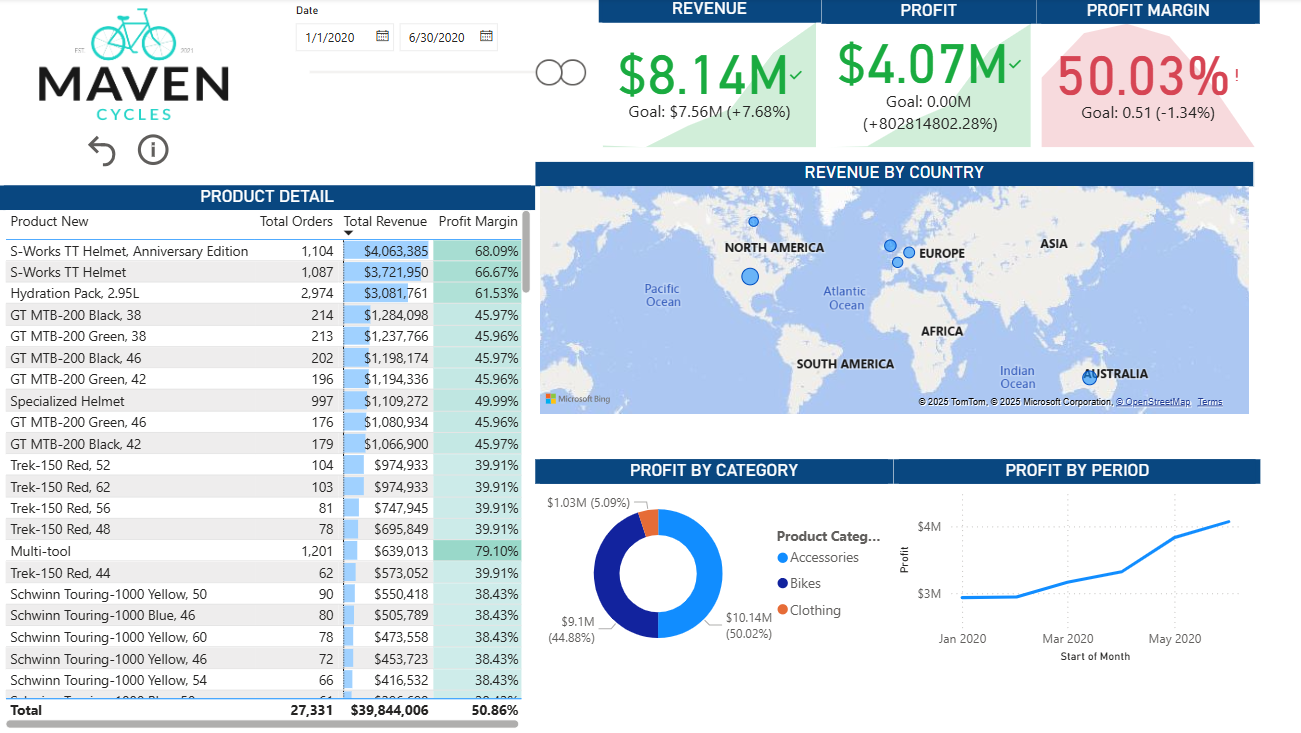 EST 2021
MAVEN
CYCLES
Date
1/1/2020 6/30/2020
REVENUE
$8.14M
Goal: $7.56M (+7.68%)
PROFIT
$4.07M
Goal: 0.00M
(+802814802.28%)
PROFIT MARGIN
50.03%!
Goal: 0.51 (-1.34%)
PRODUCT DETAIL
Product New Total Orders Total Revenue Profit Margin
S-Works TT Helmet, Anniversary Edition 1,104 $4,063,385 68.09%
S-Works TT Helmet 1,087 $3,721,950 66.67%
Hydration Pack, 2.95L 2,974 $3,081,761 61.53%
GT MTB-200 Black, 38 214 $1,284,098 45.97%
GT MTB-200 Green, 38 213 $1,237,766 45.96%
GT MTB-200 Black, 46 202 $1,198,174 45.97%
GT MTB-200 Green, 42 196 $1,194,336 45.96%
Specialized Helmet 997 $1,109,272 49.99%
GT MTB-200 Green, 46 176 $1,080,934 45.96%
GT MTB-200 Black, 42 179 $1,066,900 45.97%
Trek-150 Red, 52 104 $974,933 39.91%
Trek-150 Red, 62 103 $974,933 39.91%
Trek-150 Red, 56 81 $747,945 39.91%
Trek-150 Red, 48 78 $695,849 39.91%
Multi-tool 1,201 $639,013 79.10%
Trek-150 Red, 44 62 $573,052 39.91%
Schwinn Touring-1000 Yellow, 50 90 $550,418 38.43%
Schwinn Touring-1000 Blue, 46 80 $505,789 38.43%
Schwinn Touring-1000 Yellow, 60 78 $473,558 38.43%
Schwinn Touring-1000 Yellow, 46 72 $453,723 38.43%
Schwinn Touring-1000 Yellow, 54 66 $416,532 38.43%
Total 27,331 $39,844,006 50.86%
REVENUE BY COUNTRY
NORTH AMERICA
EUROPE
ASIA
Pacific
Ocean
Atlantic
Ocean
AFRICA
SOUTH AMERICA
Indian
Ocean
AUSTRALIA
Microsoft Bing
© 2025 TomTom, © 2025 Microsoft Corporation, © OpenStreetMap Terms
PROFIT BY CATEGORY
$1.03M (5.09%)
$9.1M
(44.88%)
$10.14M
(50.02%)
Product Categ...
Accessories
Bikes
Clothing
PROFIT BY PERIOD
Profit
$4M
$3M
Jan 2020 Mar 2020 May 2020
Start of Month